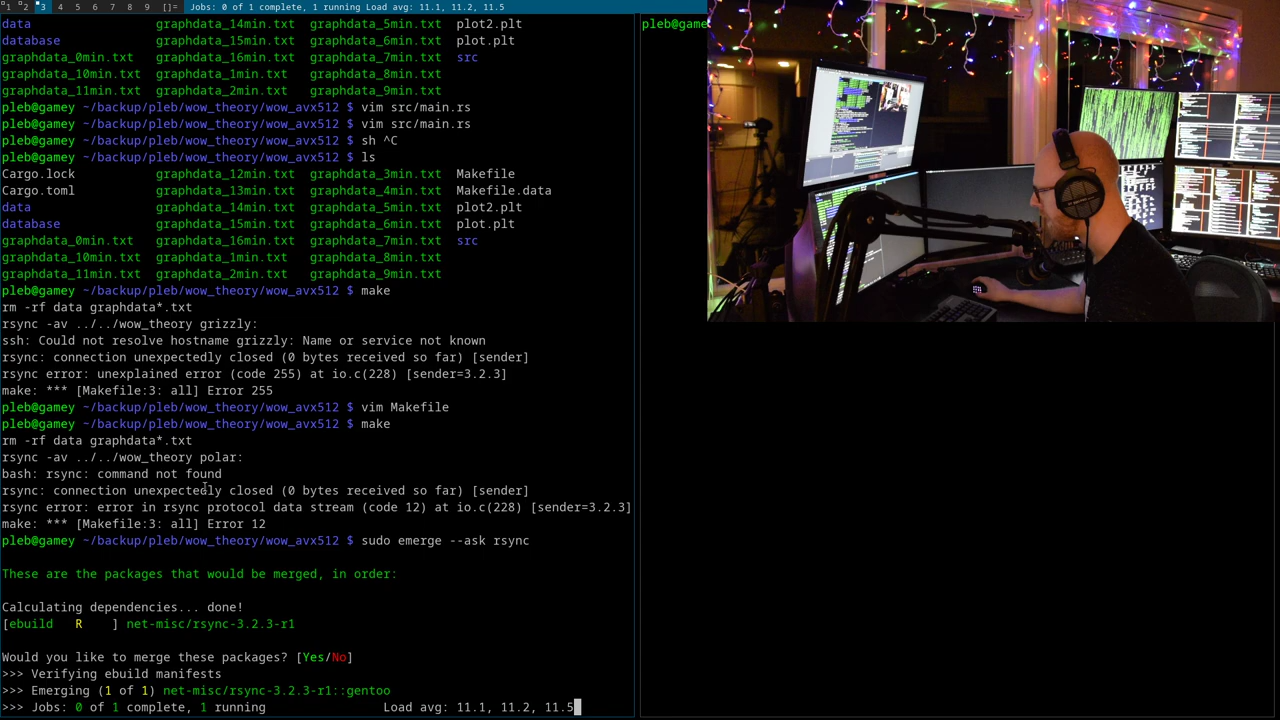 1 2 3 4 5 6 7 8 9 []= Jobs: 0 of 1 complete, 1 running Load avg: 11.1, 11.2, 11.5
data graphdata_14min.txt graphdata_5min.txt plot2.plt
database graphdata_15min.txt graphdata_6min.txt plot.plt
graphdata_0min.txt graphdata_16min.txt graphdata_7min.txt src
graphdata_10min.txt graphdata_1min.txt graphdata_8min.txt
graphdata_11min.txt graphdata_2min.txt graphdata_9min.txt
pleb@gamey ~/backup/pleb/wow_theory/wow_avx512 $ vim src/main.rs
pleb@gamey ~/backup/pleb/wow_theory/wow_avx512 $ vim src/main.rs
pleb@gamey ~/backup/pleb/wow_theory/wow_avx512 $ sh ^C
pleb@gamey ~/backup/pleb/wow_theory/wow_avx512 $ ls
Cargo.lock graphdata_12min.txt graphdata_3min.txt Makefile
Cargo.toml graphdata_13min.txt graphdata_4min.txt Makefile.data
data graphdata_14min.txt graphdata_5min.txt plot2.plt
database graphdata_15min.txt graphdata_6min.txt plot.plt
graphdata_0min.txt graphdata_16min.txt graphdata_7min.txt src
graphdata_10min.txt graphdata_1min.txt graphdata_8min.txt
graphdata_11min.txt graphdata_2min.txt graphdata_9min.txt
pleb@gamey ~/backup/pleb/wow_theory/wow_avx512 $ make
rm -rf data graphdata*.txt
rsync -av ../../wow_theory grizzly:
ssh: Could not resolve hostname grizzly: Name or service not known
rsync: connection unexpectedly closed (0 bytes received so far) [sender]
rsync error: unexplained error (code 255) at io.c(228) [sender=3.2.3]
make: *** [Makefile:3: all] Error 255
pleb@gamey ~/backup/pleb/wow_theory/wow_avx512 $ vim Makefile
pleb@gamey ~/backup/pleb/wow_theory/wow_avx512 $ make
rm -rf data graphdata*.txt
rsync -av ../../wow_theory polar:
bash: rsync: command not found
rsync: connection unexpectedly closed (0 bytes received so far) [sender]
rsync error: error in rsync protocol data stream (code 12) at io.c(228) [sender=3.2.3]
make: *** [Makefile:3: all] Error 12
pleb@gamey ~/backup/pleb/wow_theory/wow_avx512 $ sudo emerge --ask rsync
These are the packages that would be merged, in order:
Calculating dependencies... done!
[ebuild R ] net-misc/rsync-3.2.3-r1
Would you like to merge these packages? [Yes/No]
>>> Verifying ebuild manifests
>>> Emerging (1 of 1) net-misc/rsync-3.2.3-r1::gentoo
>>> Jobs: 0 of 1 complete, 1 running Load avg: 11.1, 11.2, 11.5
pleb@game